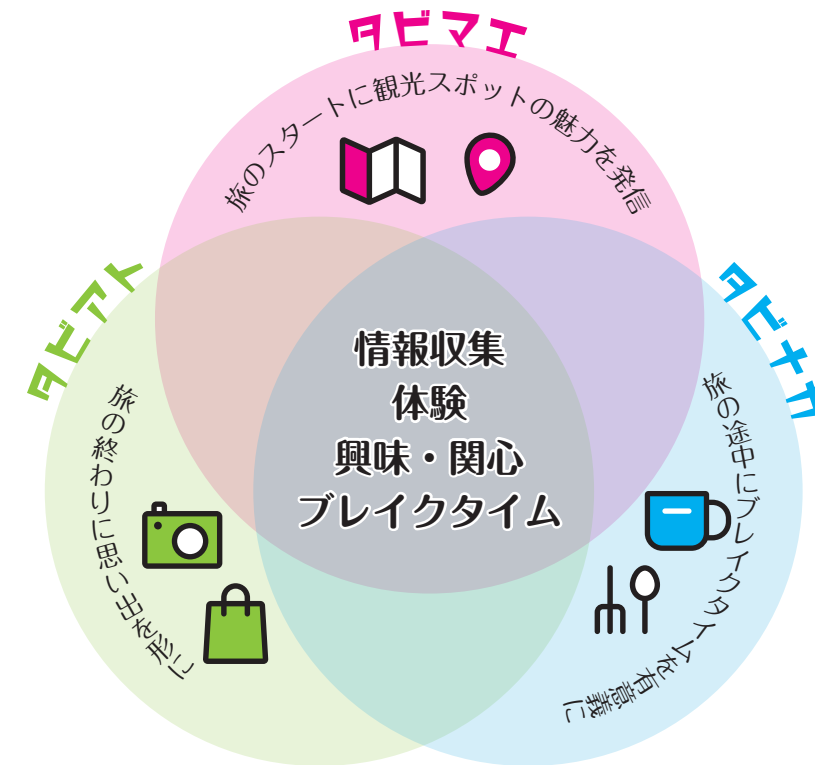 タビマエ
旅のスタートに観光スポットの魅力を発信
タビアト
旅の終わりに思い出を形に
タビナカ
旅の途中にブレイクタイムを有意義に
情報収集
体験
興味・関心
ブレイクタイム